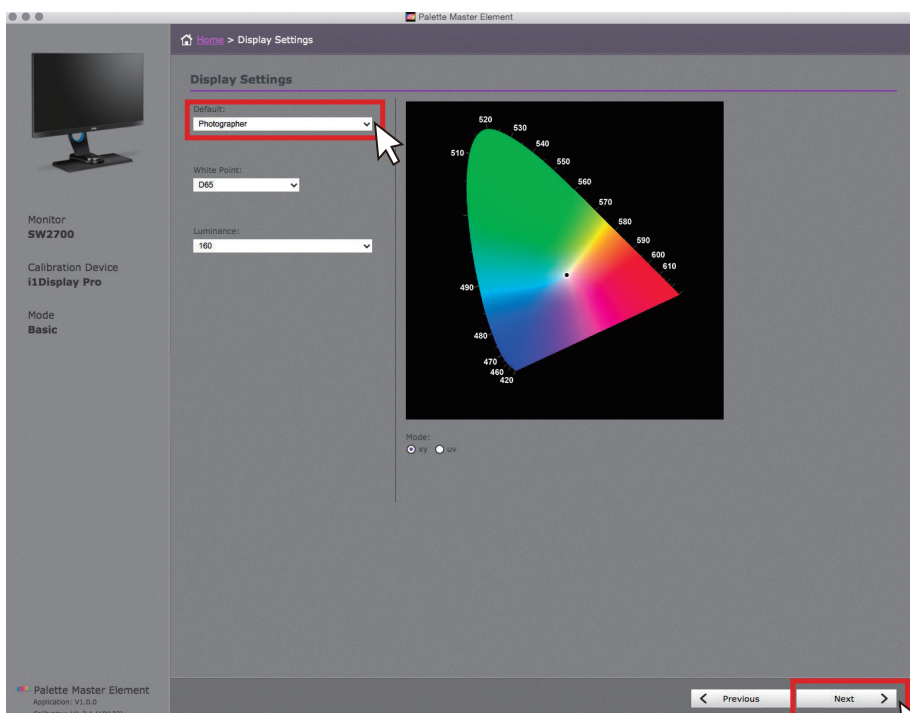 Palette Master Element
Home > Display Settings
Display Settings
Default:
Photographer
White Point:
D65
Luminance:
160
Monitor
SW2700
Calibration Device
i1Display Pro
Mode
Basic
520
530
540
510
550
560
570
580
590
600
610
490
480
470
460
420
Mode:
xy uv
Palette Master Element
Application: V1.0.0
Previous
Next